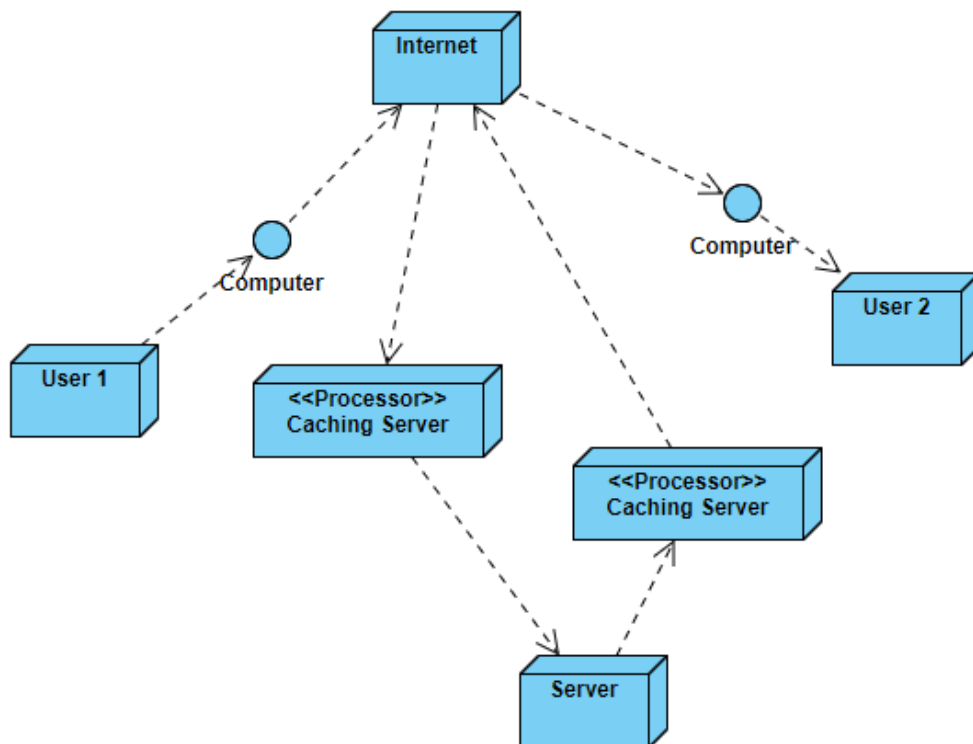 Internet
Computer
Computer
User 2
User 1
<<Processor>>
Caching Server
<<Processor>>
Caching Server
Server